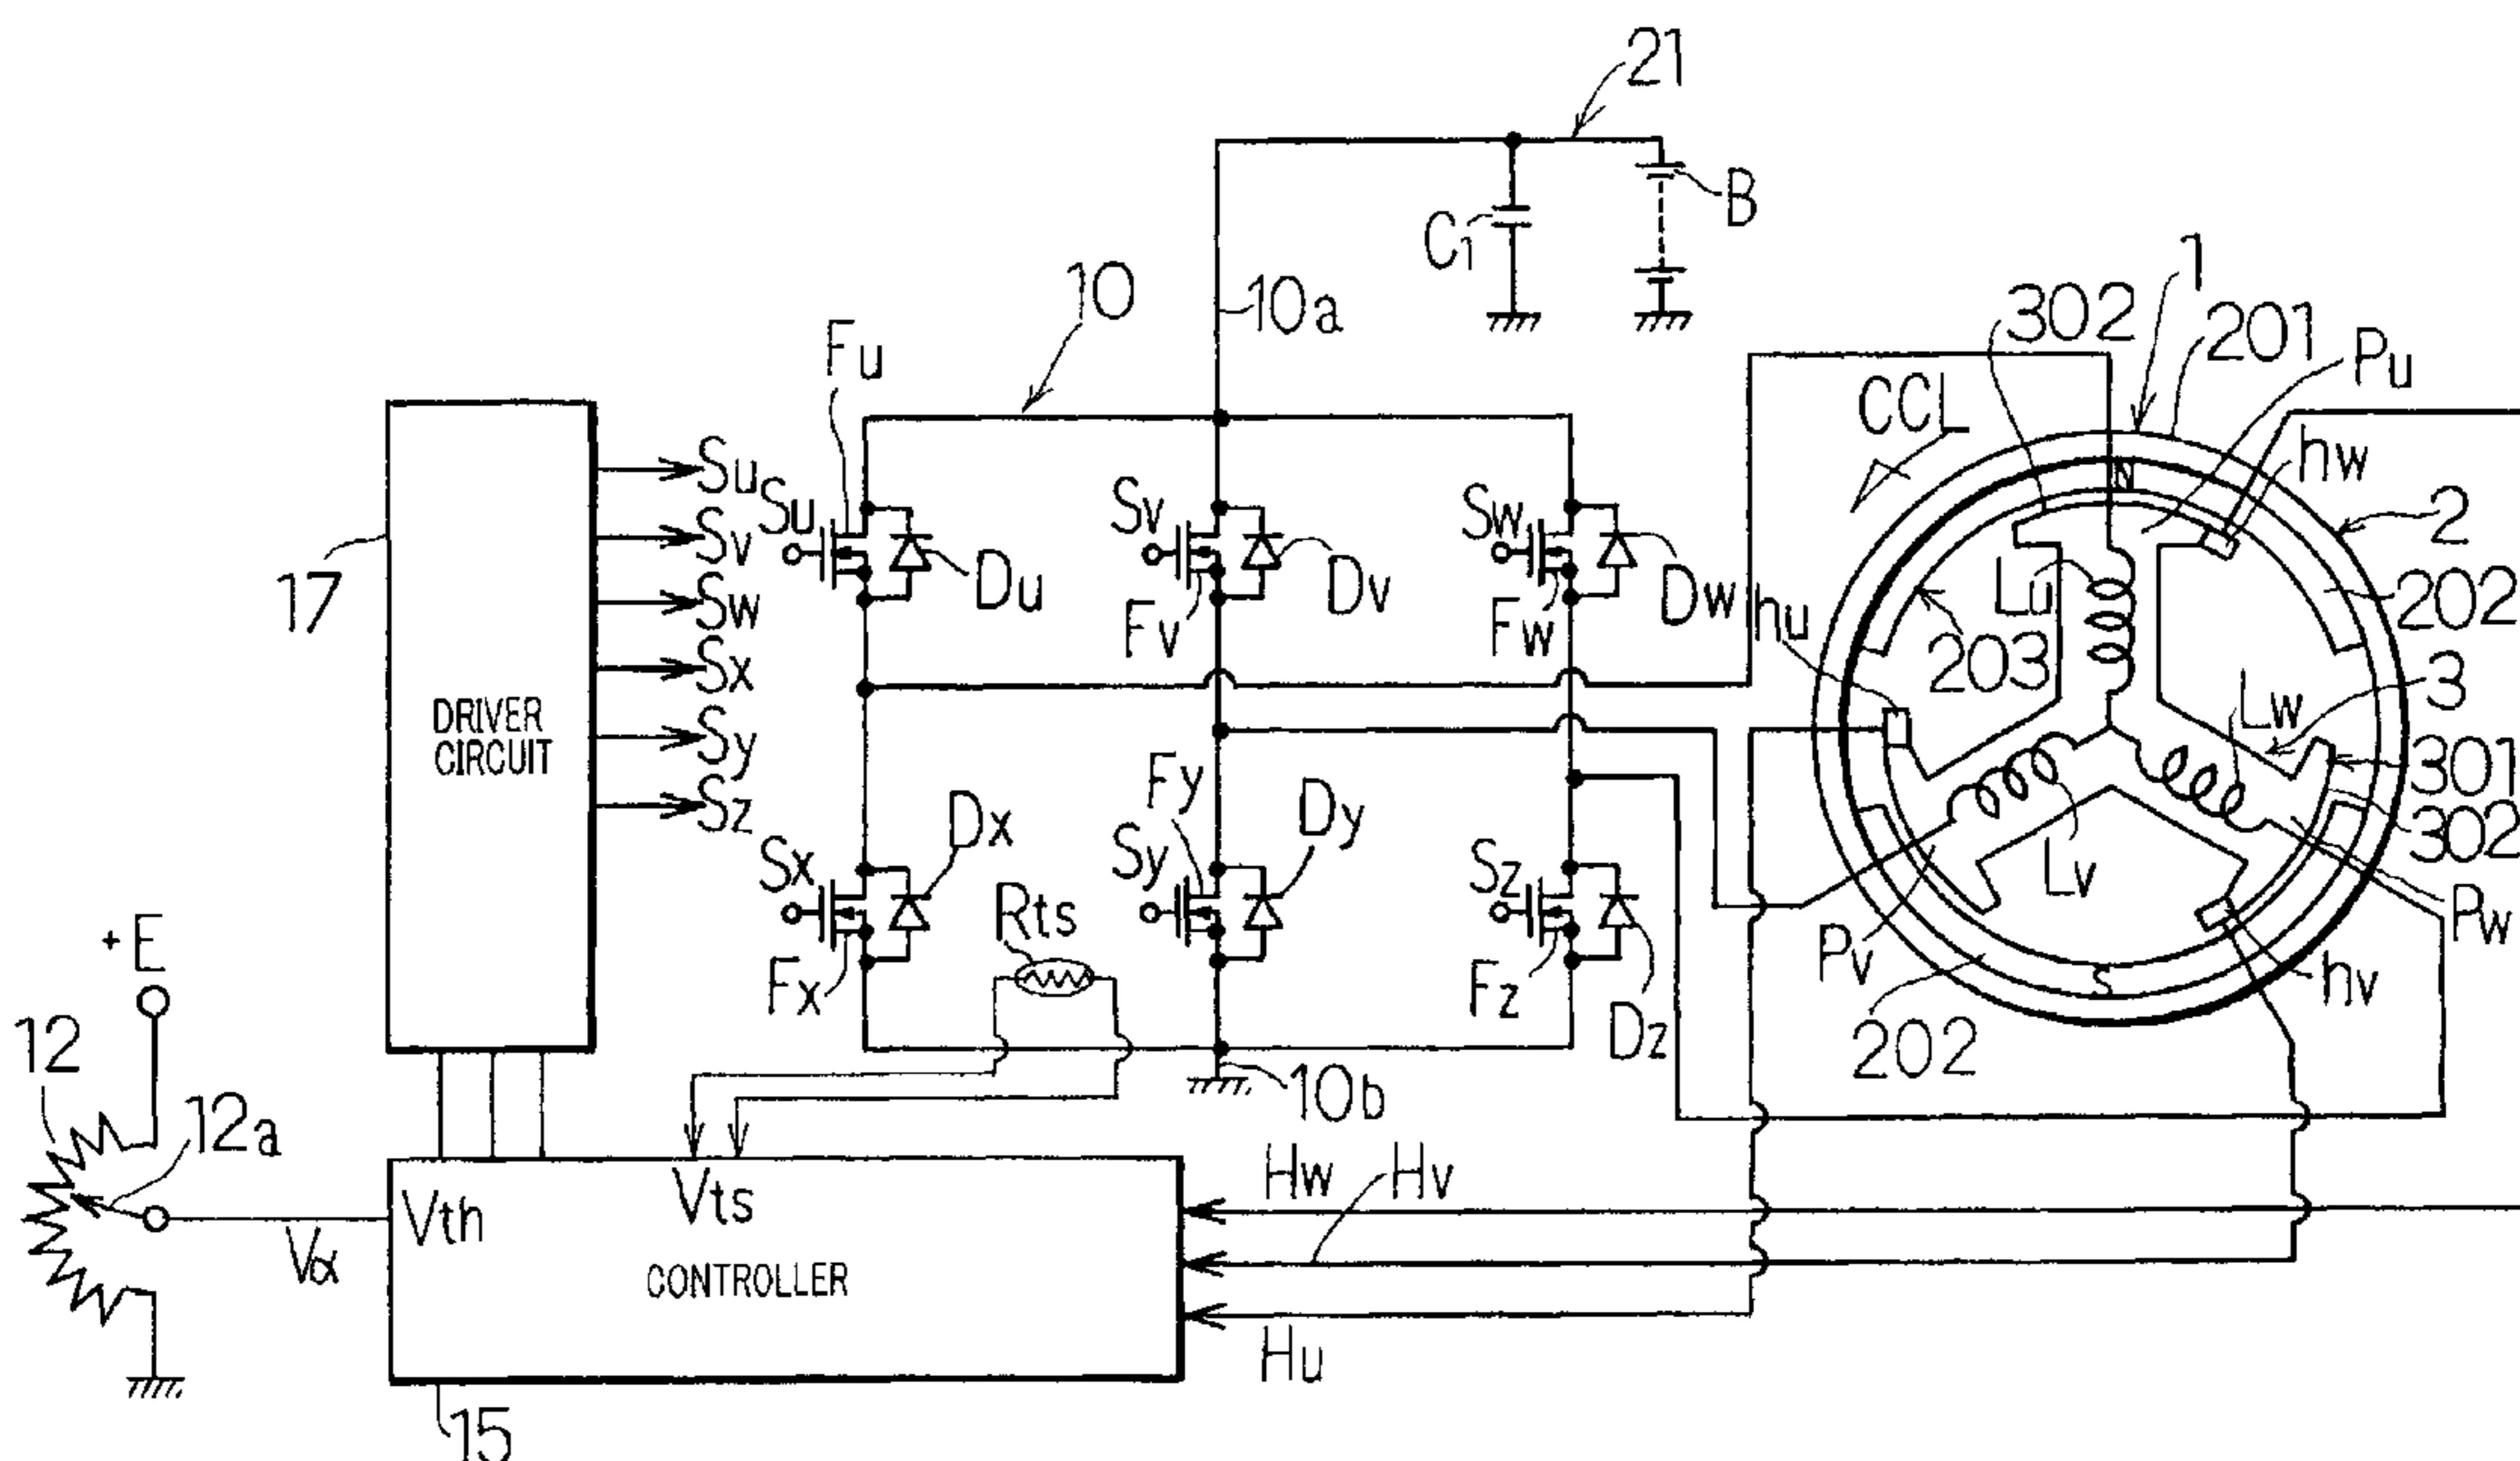 21
B
C1
10
10a
1
302
201
Pu
Fu
CCL
hw
N
2
Su
Su
Sv
Sw
Sv
Du
Dv
Dw
hu
Lu
202
17
Sw
Fv
Fw
203
3
Sx
Lw
DRIVER
CIRCUIT
Sy
Fy
301
Sz
Dx
Dy
302
Sx
Sy
Sz
Lv
Rts
Pw
+E
Fx
Fz
Pv
S
hv
Dz
12
202
10b
12a
Hw
Hv
Vth
Vts
Vα
CONTROLLER
Hu
15